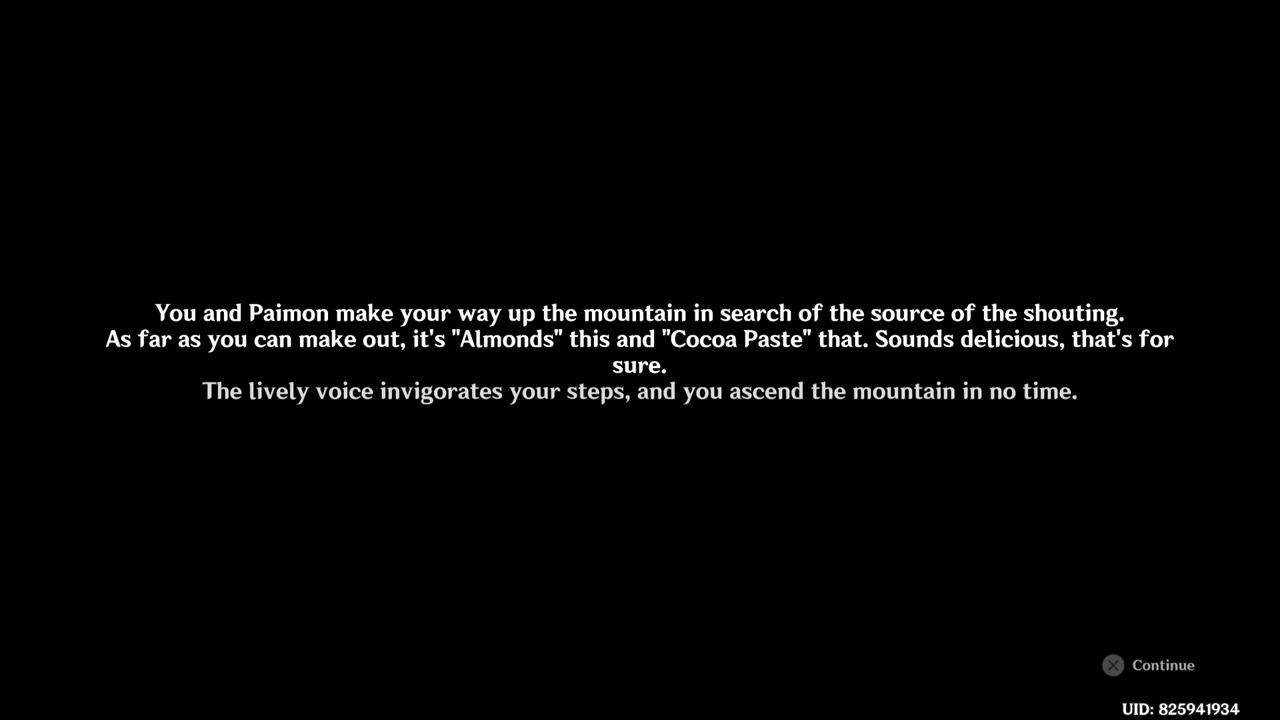 You and Paimon make your way up the mountain in search of the source of the shouting.
As far as you can make out, it's "Almonds" this and "Cocoa Paste" that. Sounds delicious, that's for
sure.
The lively voice invigorates your steps, and you ascend the mountain in no time.
Continue
UID: 825941934